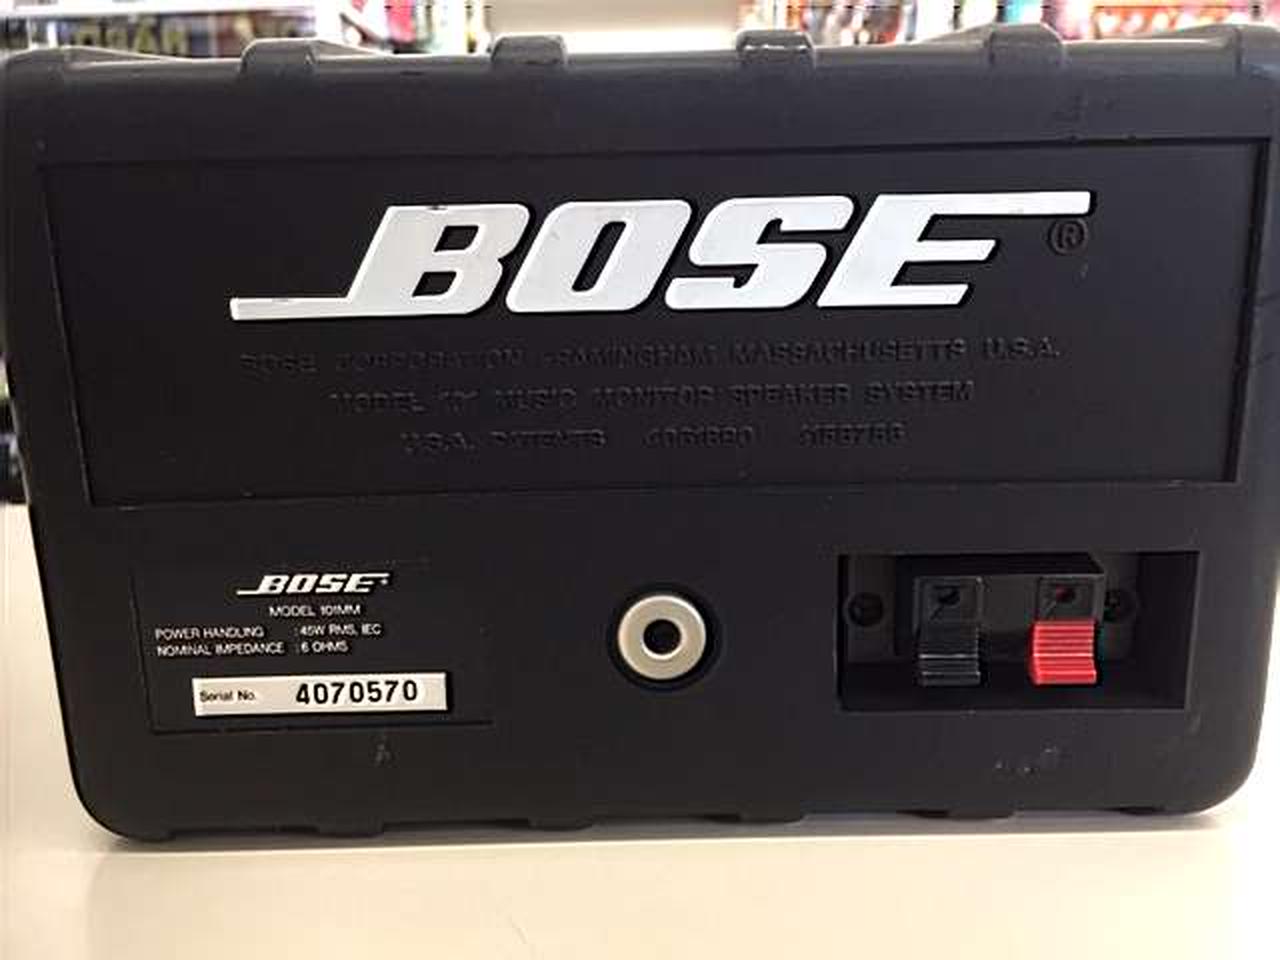 BOSE®
BOSE CORPORATION FRAMINGHAM MASSACHUSETTS U.S.A.
MODEL 101 MUSIC MONITOR SPEAKER SYSTEM
U.S.A. PATENTS
BOSE
MODEL 101MM
POWER HANDLING : 45W RMS, IEC
NOMINAL IMPEDANCE : 6 OHMS
Serial No. 4070570